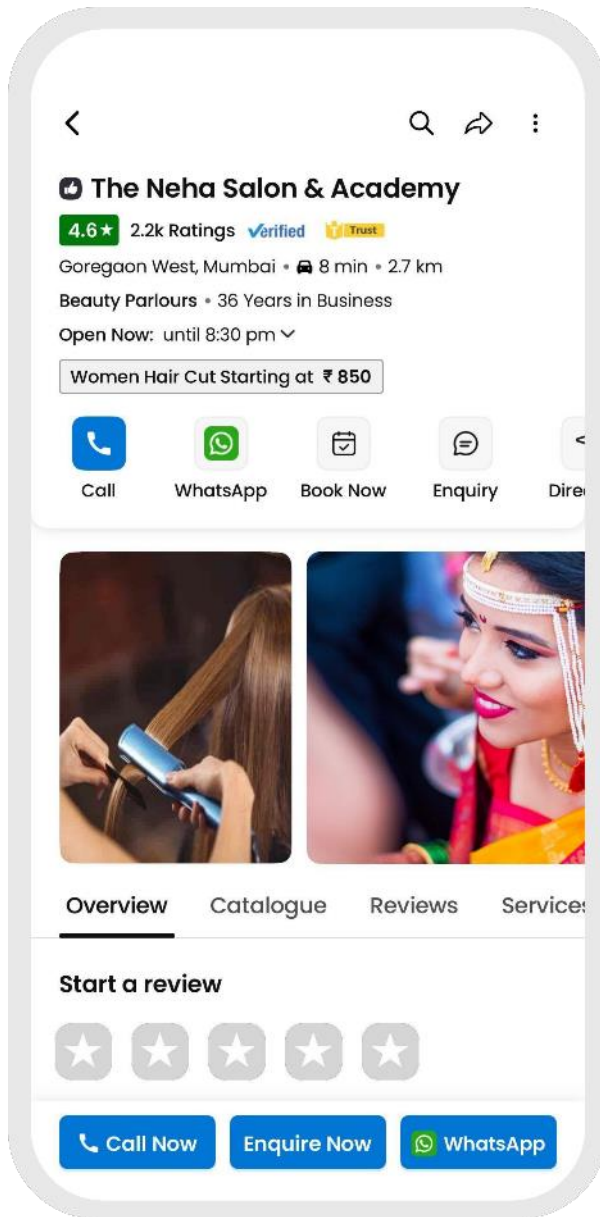 The Neha Salon & Academy
4.6★ 2.2k Ratings Verified T Trust
Goregaon West, Mumbai • 8 min • 2.7 km
Beauty Parlours • 36 Years in Business
Open Now: until 8:30 pm
Women Hair Cut Starting at ₹ 850
Call WhatsApp Book Now Enquiry Dire
Overview Catalogue Reviews Services
Start a review
Call Now Enquire Now WhatsApp